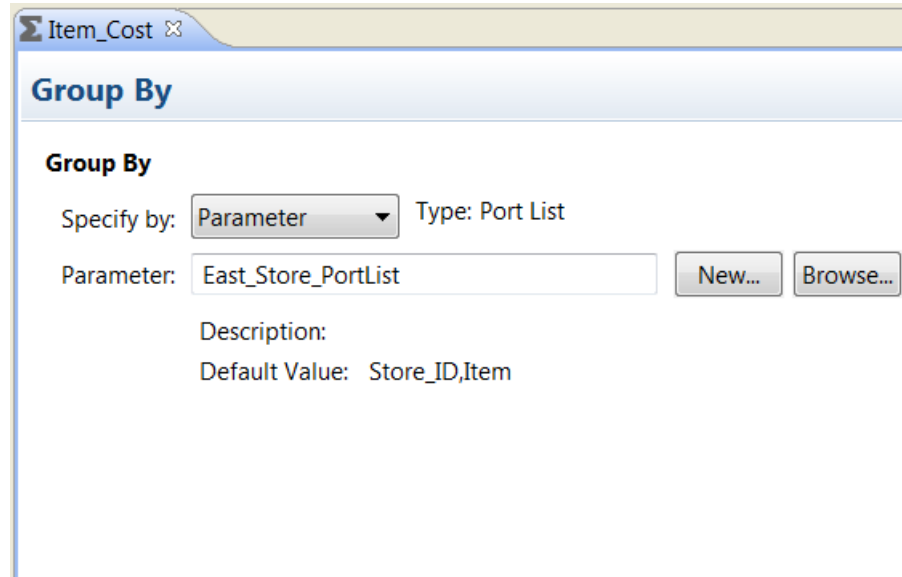 Item_Cost
Group By
Group By
Specify by: Parameter Type: Port List
Parameter: East_Store_PortList New... Browse...
Description:
Default Value: Store_ID,Item